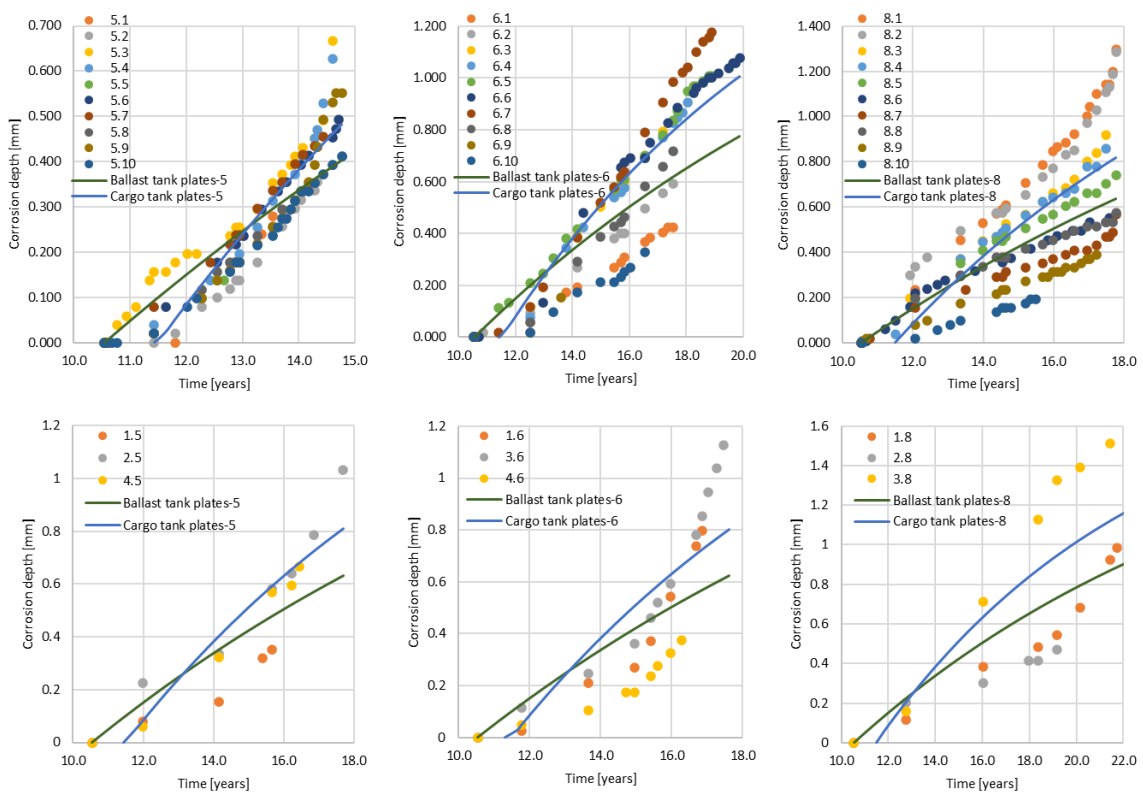 0.700
0.600
0.500
0.400
0.300
0.200
0.100
0.000
Corrosion depth [mm]
5.1
5.2
5.3
5.4
5.5
5.6
5.7
5.8
5.9
5.10
Ballast tank plates-5
Cargo tank plates-5
10.0 11.0 12.0 13.0 14.0 15.0
Time [years]
1.200
1.000
0.800
0.600
0.400
0.200
0.000
Corrosion depth [mm]
6.1
6.2
6.3
6.4
6.5
6.6
6.7
6.8
6.9
6.10
Ballast tank plates-6
Cargo tank plates-6
10.0 12.0 14.0 16.0 18.0 20.0
Time [years]
1.400
1.200
1.000
0.800
0.600
0.400
0.200
0.000
Corrosion depth [mm]
8.1
8.2
8.3
8.4
8.5
8.6
8.7
8.8
8.9
8.10
Ballast tank plates-8
Cargo tank plates-8
10.0 12.0 14.0 16.0 18.0
Time [years]
1.2
1
0.8
0.6
0.4
0.2
0
Corrosion depth [mm]
1.5
2.5
4.5
Ballast tank plates-5
Cargo tank plates-5
10.0 12.0 14.0 16.0 18.0
Time [years]
1.2
1
0.8
0.6
0.4
0.2
0
Corrosion depth [mm]
1.6
3.6
4.6
Ballast tank plates-6
Cargo tank plates-6
10.0 12.0 14.0 16.0 18.0
Time [years]
1.6
1.4
1.2
1
0.8
0.6
0.4
0.2
0
Corrosion depth [mm]
1.8
2.8
3.8
Ballast tank plates-8
Cargo tank plates-8
10.0 12.0 14.0 16.0 18.0 20.0 22.0
Time [years]